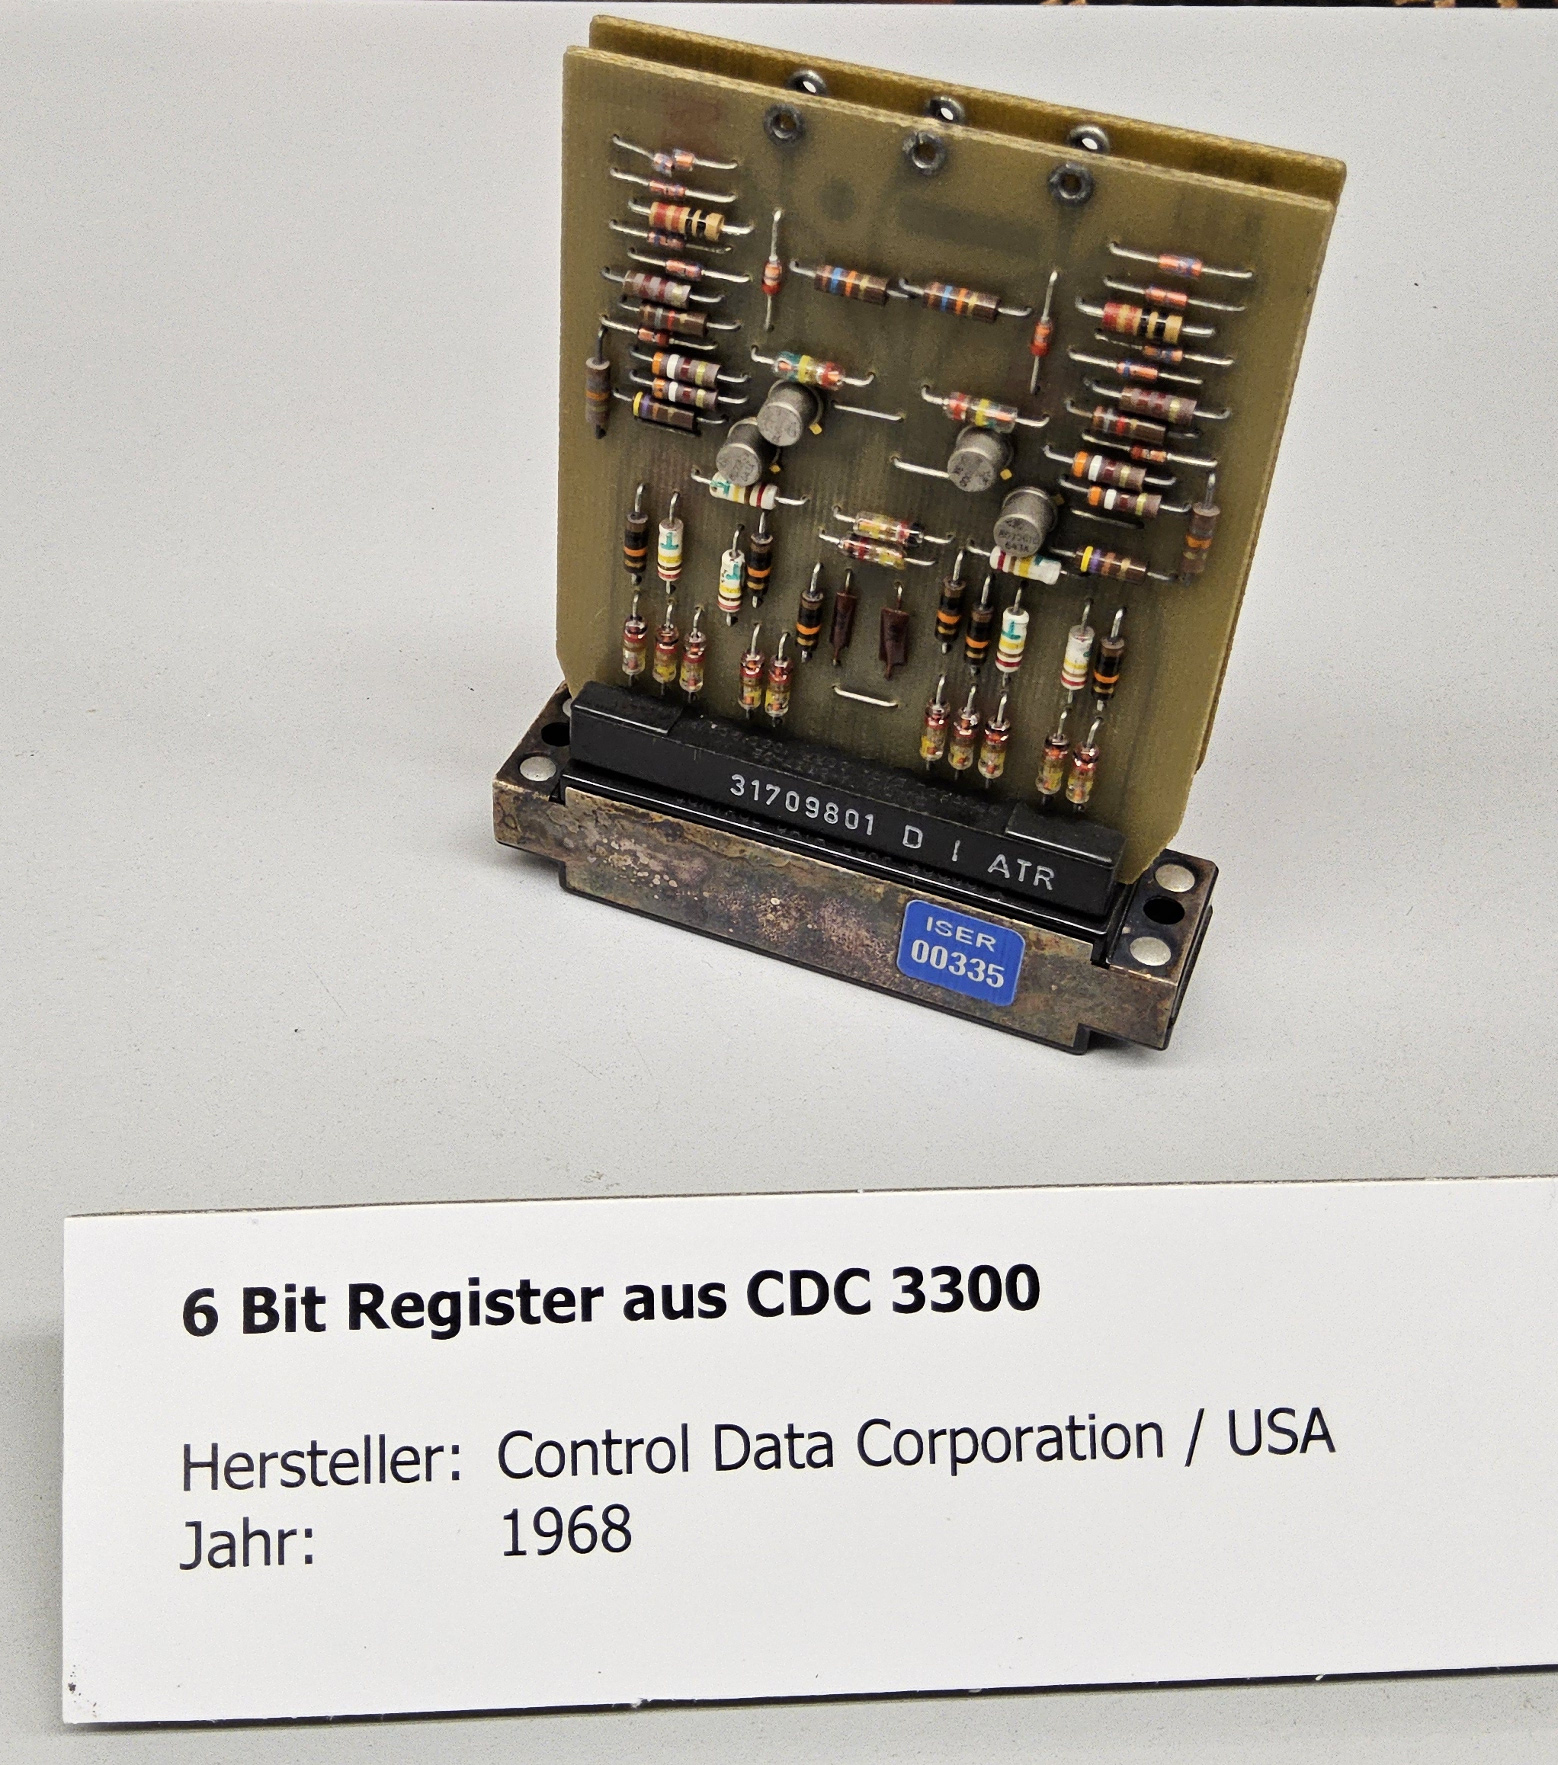 31709801 D I ATR
ISER
00335
6 Bit Register aus CDC 3300
Hersteller: Control Data Corporation / USA
Jahr: 1968